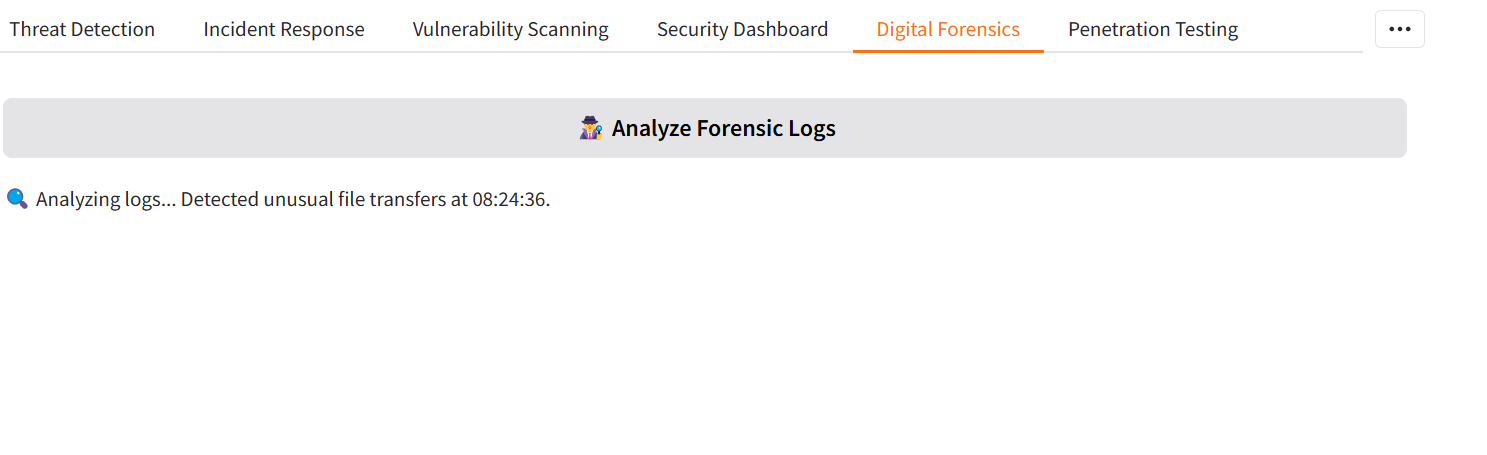 Threat Detection Incident Response Vulnerability Scanning Security Dashboard Digital Forensics Penetration Testing
Analyze Forensic Logs
Analyzing logs... Detected unusual file transfers at 08:24:36.